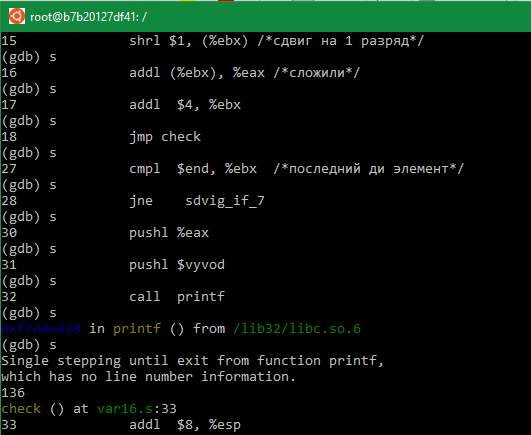 root@b7b20127df41: /
15 shrl $1, (%ebx) /*сдвиг на 1 разряд*/
(gdb) s
16 addl (%ebx), %eax /*сложили*/
(gdb) s
17 addl $4, %ebx
(gdb) s
18 jmp check
(gdb) s
27 cmpl $end, %ebx /*последний ди элемент*/
(gdb) s
28 jne sdvig_if_7
(gdb) s
30 pushl %eax
(gdb) s
31 pushl $vyvod
(gdb) s
32 call printf
(gdb) s
in printf () from /lib32/libc.so.6
(gdb) s
Single stepping until exit from function printf,
which has no line number information.
136
check () at var16.s:33
33 addl $8, %esp